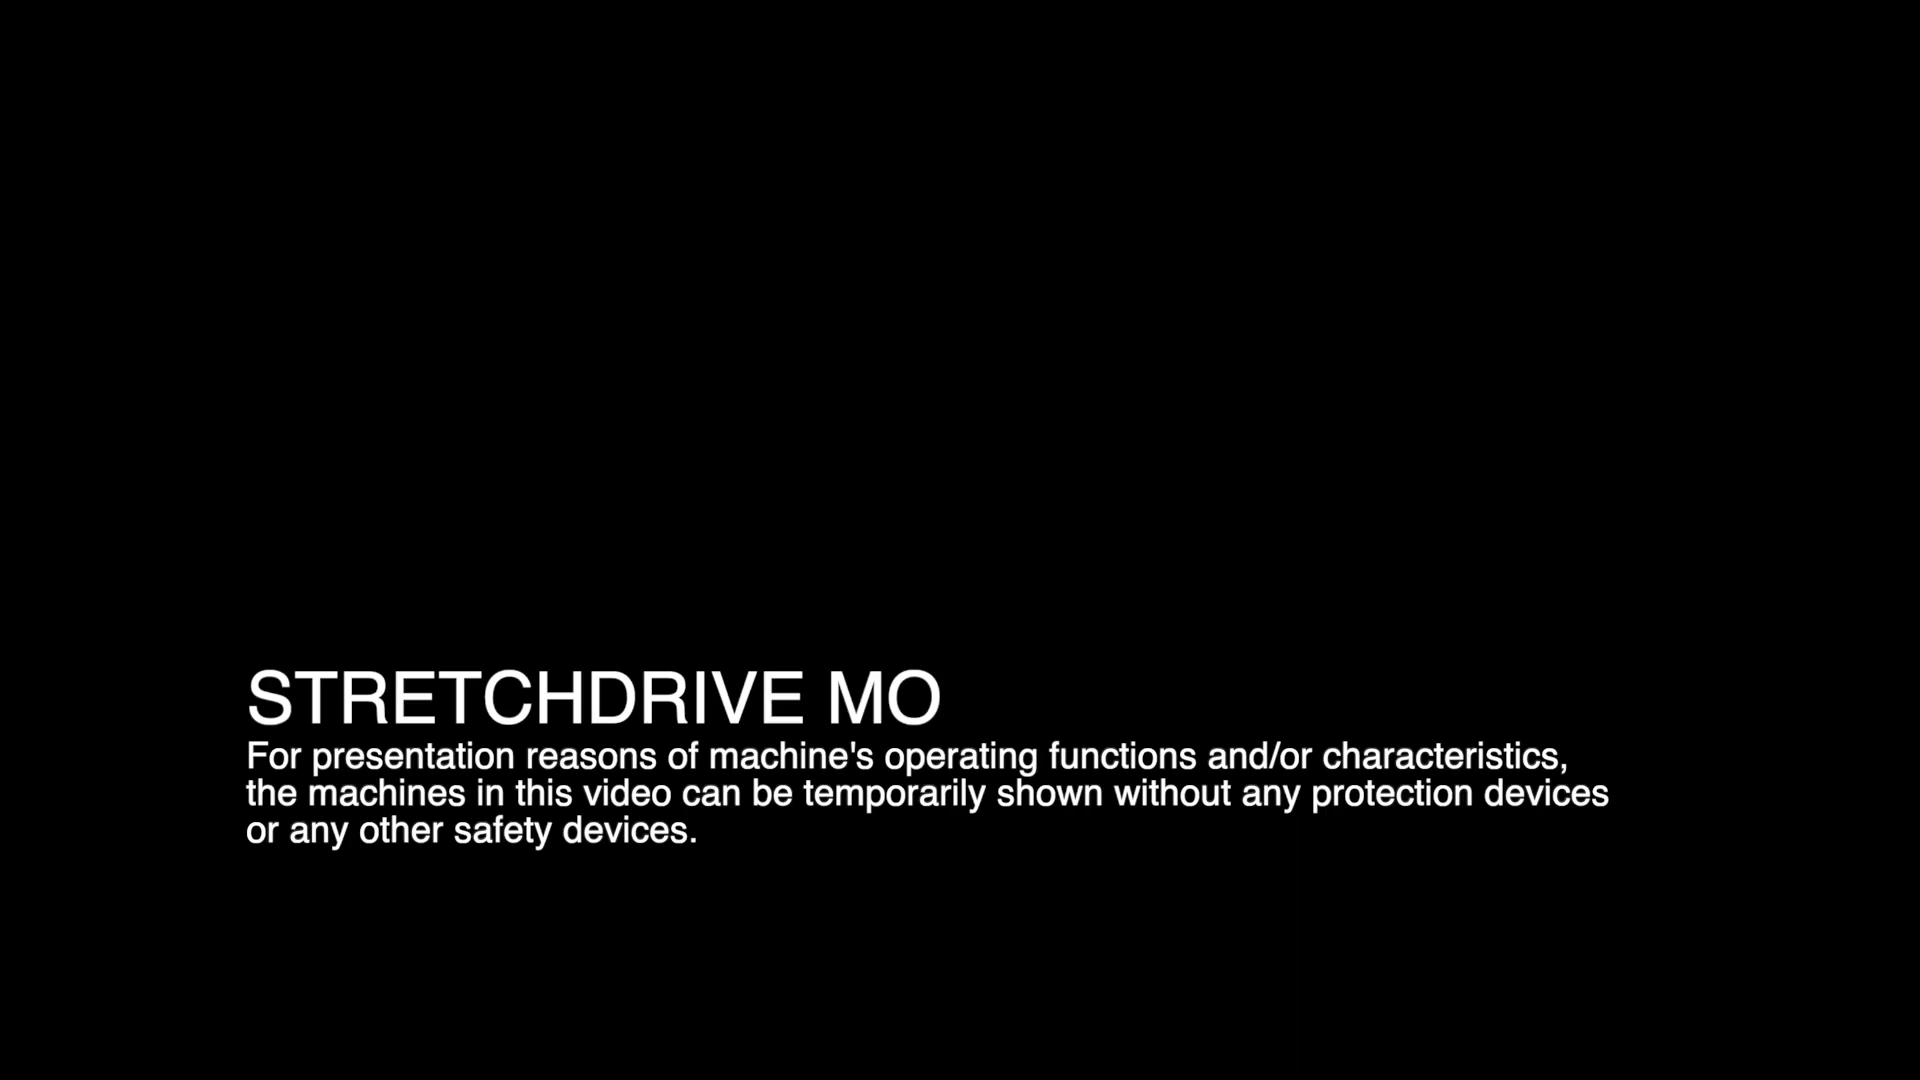 STRETCHDRIVE MO
For presentation reasons of machine's operating functions and/or characteristics,
the machines in this video can be temporarily shown without any protection devices
or any other safety devices.